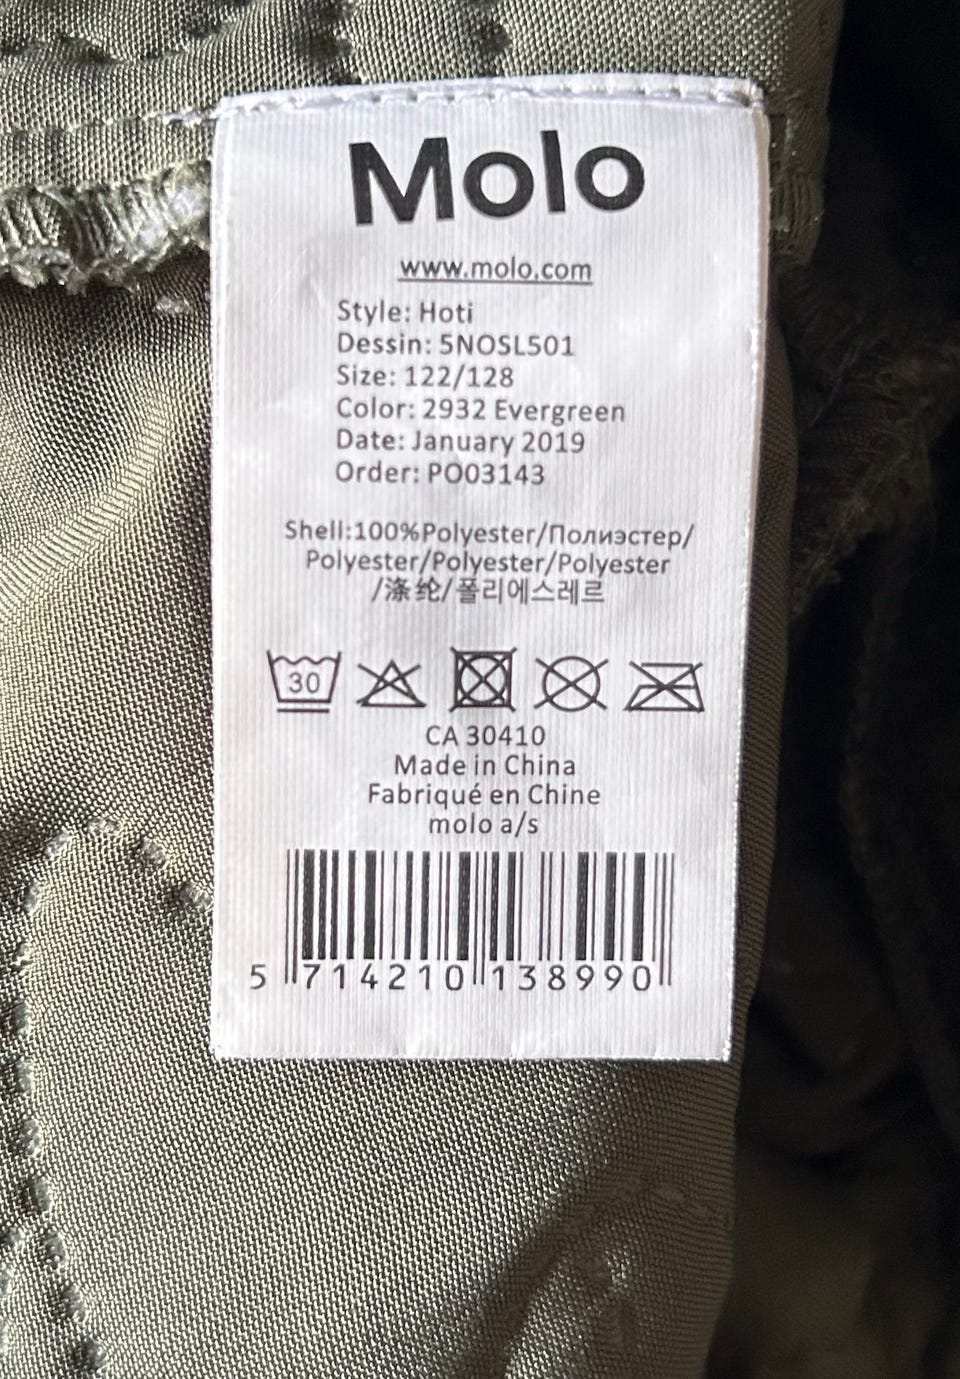 Molo
www.molo.com
Style: Hoti
Dessin: 5NOSL501
Size: 122/128
Color: 2932 Evergreen
Date: January 2019
Order: PO03143
Shell:100%Polyester/Полиэстер/
Polyester/Polyester/Polyester
/涤纶/폴리에스레르
30
CA 30410
Made in China
Fabriqué en Chine
molo a/s
5 714210 138990